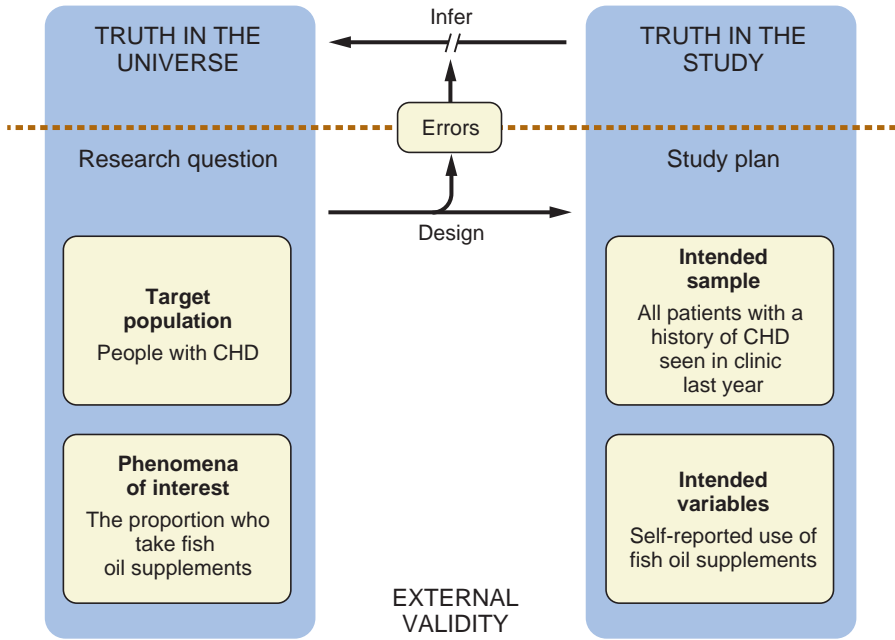 TRUTH IN THE
UNIVERSE
Infer
TRUTH IN THE
STUDY
Errors
Research question
Study plan
Design
Target
population
People with CHD
Intended
sample
All patients with a
history of CHD
seen in clinic
last year
Phenomena
of interest
The proportion who
take fish
oil supplements
Intended
variables
Self-reported use of
fish oil supplements
EXTERNAL
VALIDITY